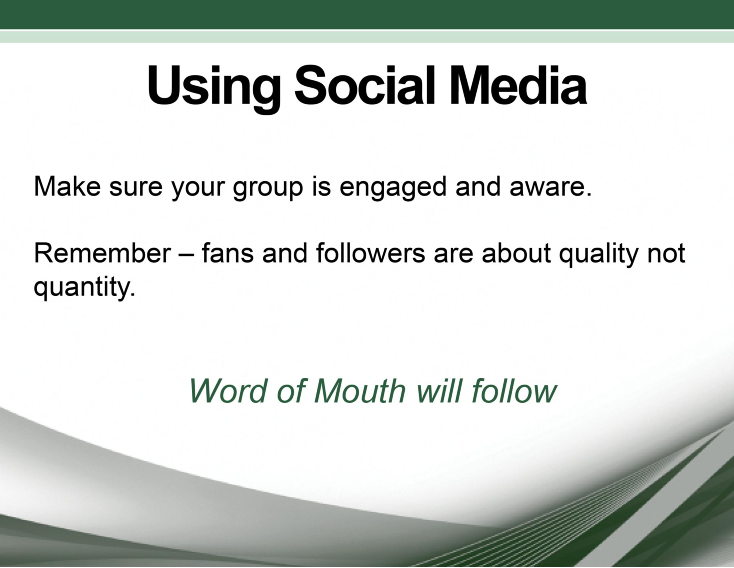 Using Social Media
Make sure your group is engaged and aware.
Remember – fans and followers are about quality not
quantity.
Word of Mouth will follow